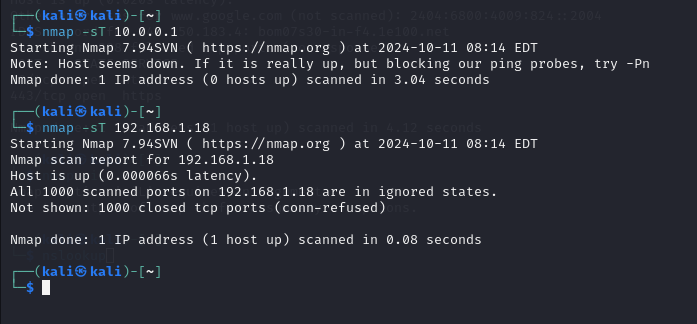 ┌──(kali㉿kali)-[~]
└─$ nmap -sT 10.0.0.1
Starting Nmap 7.94SVN ( https://nmap.org ) at 2024-10-11 08:14 EDT
Note: Host seems down. If it is really up, but blocking our ping probes, try -Pn
Nmap done: 1 IP address (0 hosts up) scanned in 3.04 seconds
┌──(kali㉿kali)-[~]
└─$ nmap -sT 192.168.1.18
Starting Nmap 7.94SVN ( https://nmap.org ) at 2024-10-11 08:14 EDT
Nmap scan report for 192.168.1.18
Host is up (0.000066s latency).
All 1000 scanned ports on 192.168.1.18 are in ignored states.
Not shown: 1000 closed tcp ports (conn-refused)
Nmap done: 1 IP address (1 host up) scanned in 0.08 seconds
┌──(kali㉿kali)-[~]
└─$